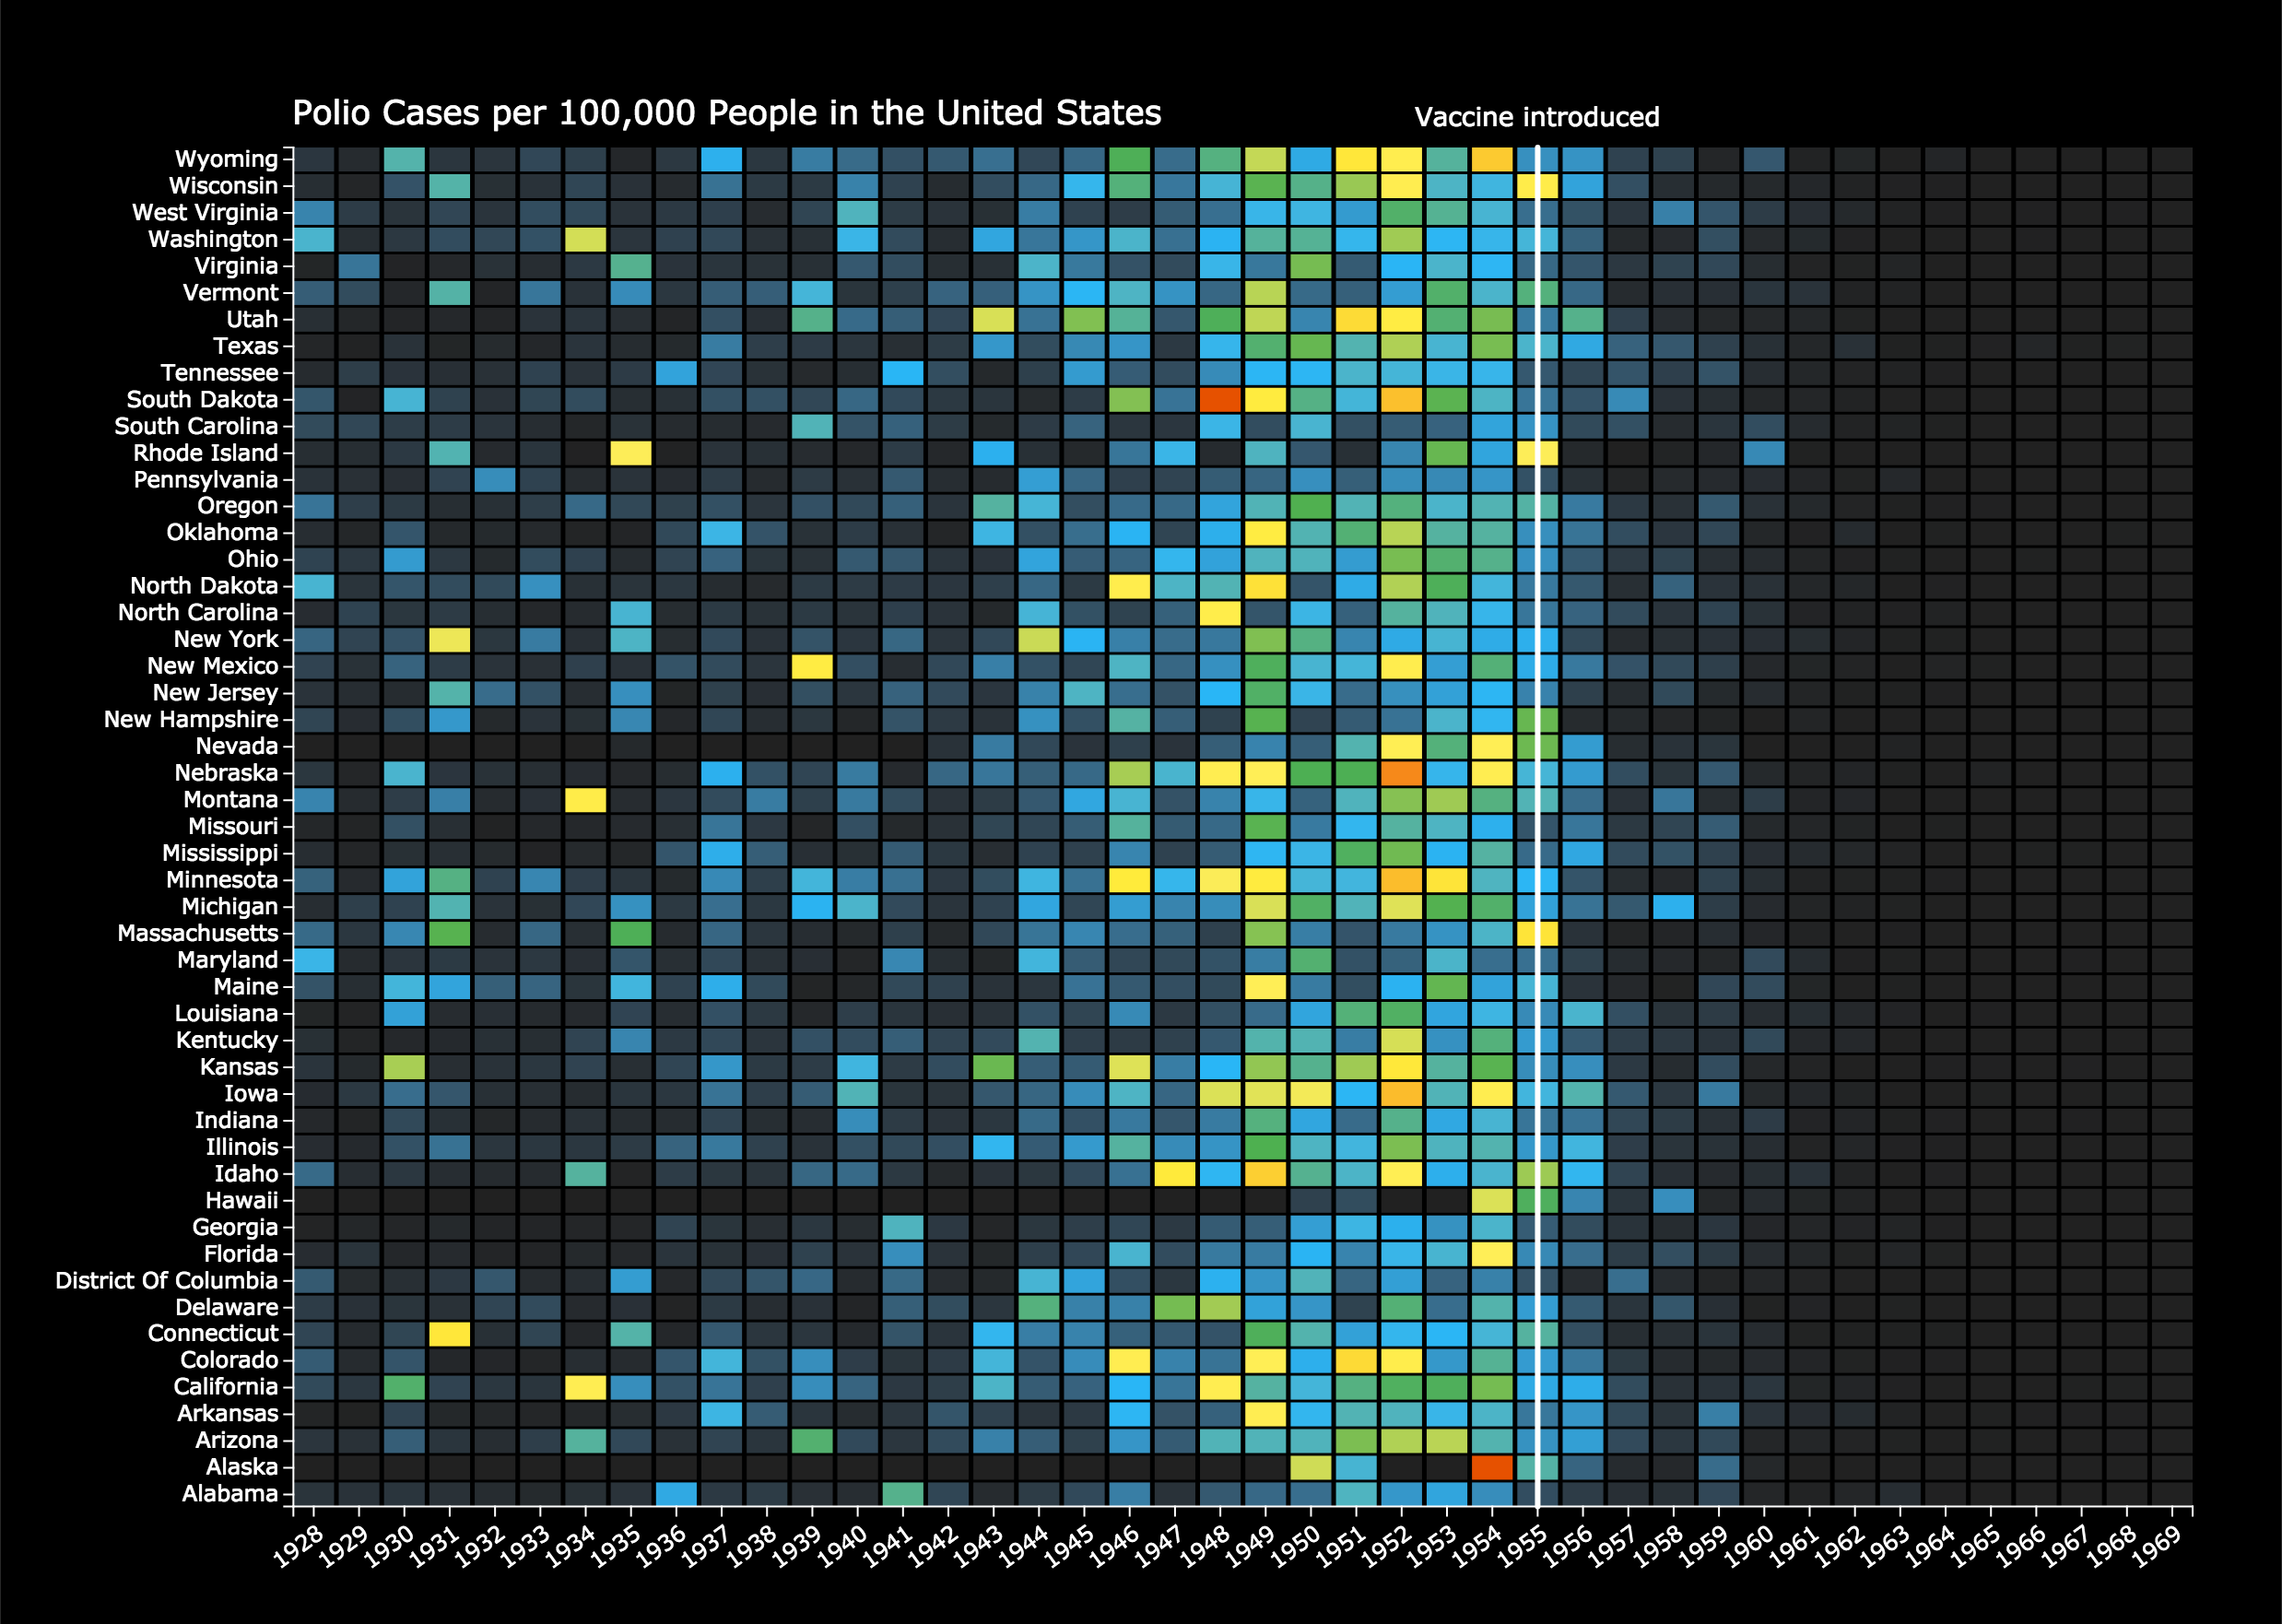 Polio Cases per 100,000 People in the United States
Vaccine introduced
Wyoming
Wisconsin
West Virginia
Washington
Virginia
Vermont
Utah
Texas
Tennessee
South Dakota
South Carolina
Rhode Island
Pennsylvania
Oregon
Oklahoma
Ohio
North Dakota
North Carolina
New York
New Mexico
New Jersey
New Hampshire
Nevada
Nebraska
Montana
Missouri
Mississippi
Minnesota
Michigan
Massachusetts
Maryland
Maine
Louisiana
Kentucky
Kansas
Iowa
Indiana
Illinois
Idaho
Hawaii
Georgia
Florida
District Of Columbia
Delaware
Connecticut
Colorado
California
Arkansas
Arizona
Alaska
Alabama
1928 1929 1930 1931 1932 1933 1934 1935 1936 1937 1938 1939 1940 1941 1942 1943 1944 1945 1946 1947 1948 1949 1950 1951 1952 1953 1954 1955 1956 1957 1958 1959 1960 1961 1962 1963 1964 1965 1966 1967 1968 1969